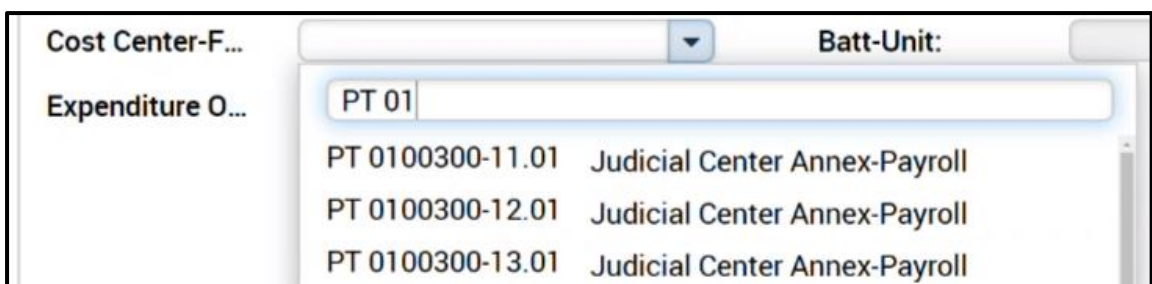 Cost Center-F... Batt-Unit:
Expenditure O... PT 01
PT 0100300-11.01 Judicial Center Annex-Payroll
PT 0100300-12.01 Judicial Center Annex-Payroll
PT 0100300-13.01 Judicial Center Annex-Payroll